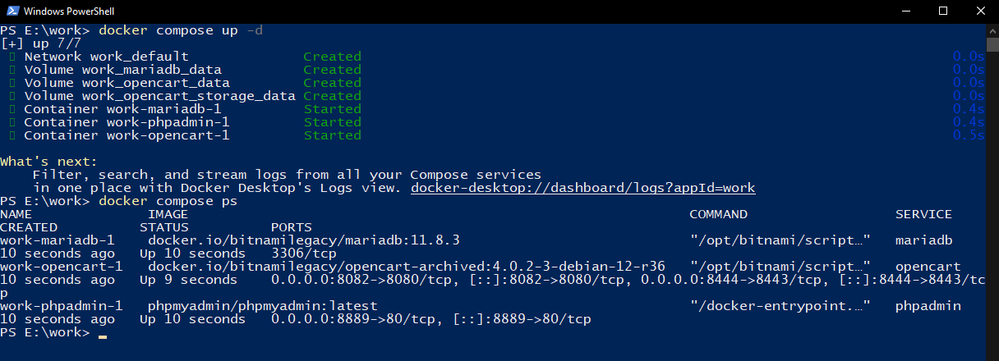 Windows PowerShell
PS E:\work> docker compose up -d
[+] up 7/7
Network work_default Created 0.0s
Volume work_mariadb_data Created 0.0s
Volume work_opencart_data Created 0.0s
Volume work_opencart_storage_data Created 0.0s
Container work-mariadb-1 Started 0.4s
Container work-phpadmin-1 Started 0.4s
Container work-opencart-1 Started 0.5s
What's next:
Filter, search, and stream logs from all your Compose services
in one place with Docker Desktop's Logs view. docker-desktop://dashboard/logs?appId=work
PS E:\work> docker compose ps
NAME IMAGE COMMAND SERVICE
CREATED STATUS PORTS
work-mariadb-1 docker.io/bitnamilegacy/mariadb:11.8.3 "/opt/bitnami/script…" mariadb
10 seconds ago Up 10 seconds 3306/tcp
work-opencart-1 docker.io/bitnamilegacy/opencart-archived:4.0.2-3-debian-12-r36 "/opt/bitnami/script…" opencart
10 seconds ago Up 9 seconds 0.0.0.0:8082->8080/tcp, [::]:8082->8080/tcp, 0.0.0.0:8444->8443/tcp, [::]:8444->8443/tc
p
work-phpadmin-1 phpmyadmin/phpmyadmin:latest "/docker-entrypoint.…" phpadmin
10 seconds ago Up 10 seconds 0.0.0.0:8889->80/tcp, [::]:8889->80/tcp
PS E:\work>